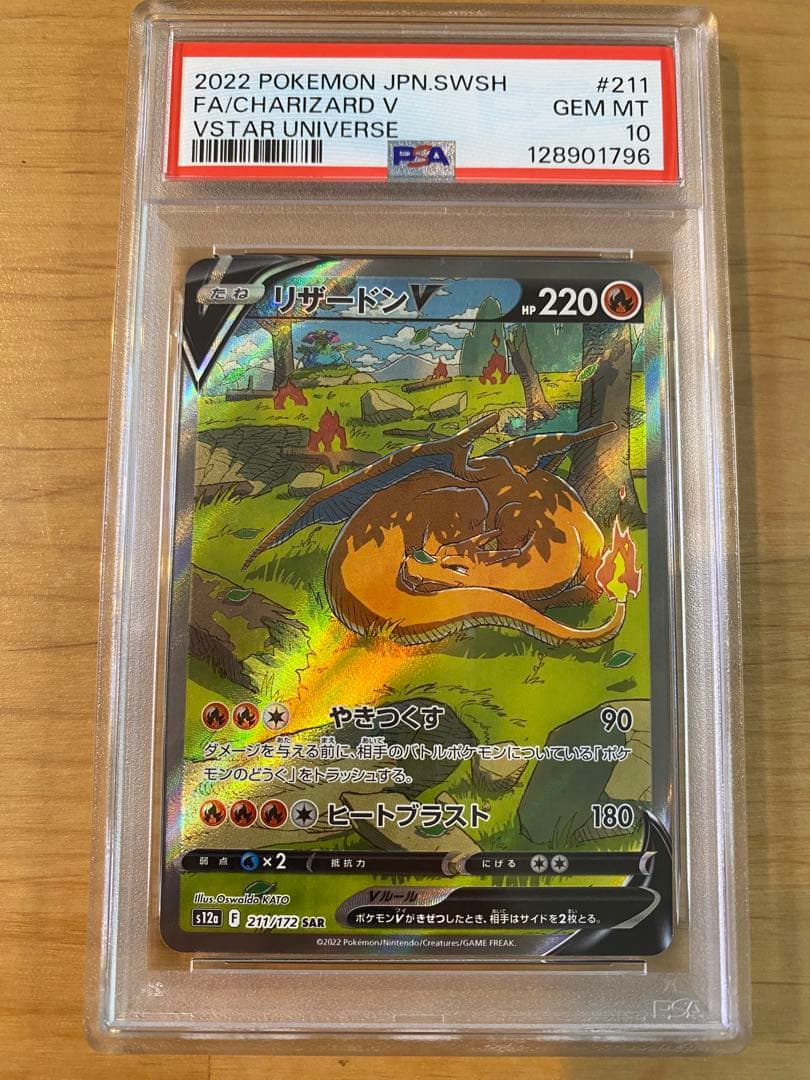 2022 POKEMON JPN.SWSH #211
FA/CHARIZARD V GEM MT
VSTAR UNIVERSE 10
PSA 128901796
たね リザードンV HP 220
やきつくす 90
ダメージを与える前に、相手のバトルポケモンについている「ポケ
モンのどうぐ」をトラッシュする。
ヒートブラスト 180
弱点 ×2 抵抗力 にげる
Illus. Oswaldo KATO
Vルール
ポケモンVがきぜつしたとき、相手はサイドを2枚とる。
s12a F 211/172 SAR
©2022 Pokémon/Nintendo/Creatures/GAME FREAK.
PSA